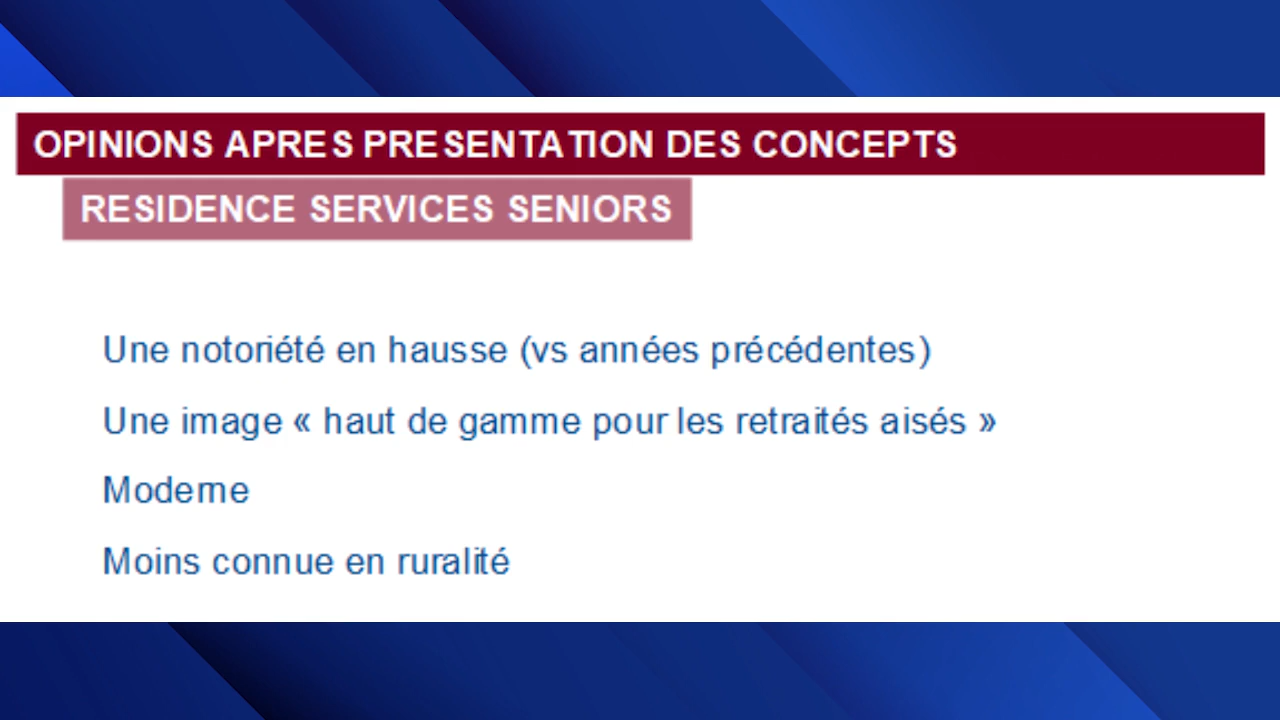 OPINIONS APRES PRESENTATION DES CONCEPTS
RESIDENCE SERVICES SENIORS
Une notoriété en hausse (vs années précédentes)
Une image « haut de gamme pour les retraités aisés »
Moderne
Moins connue en ruralité